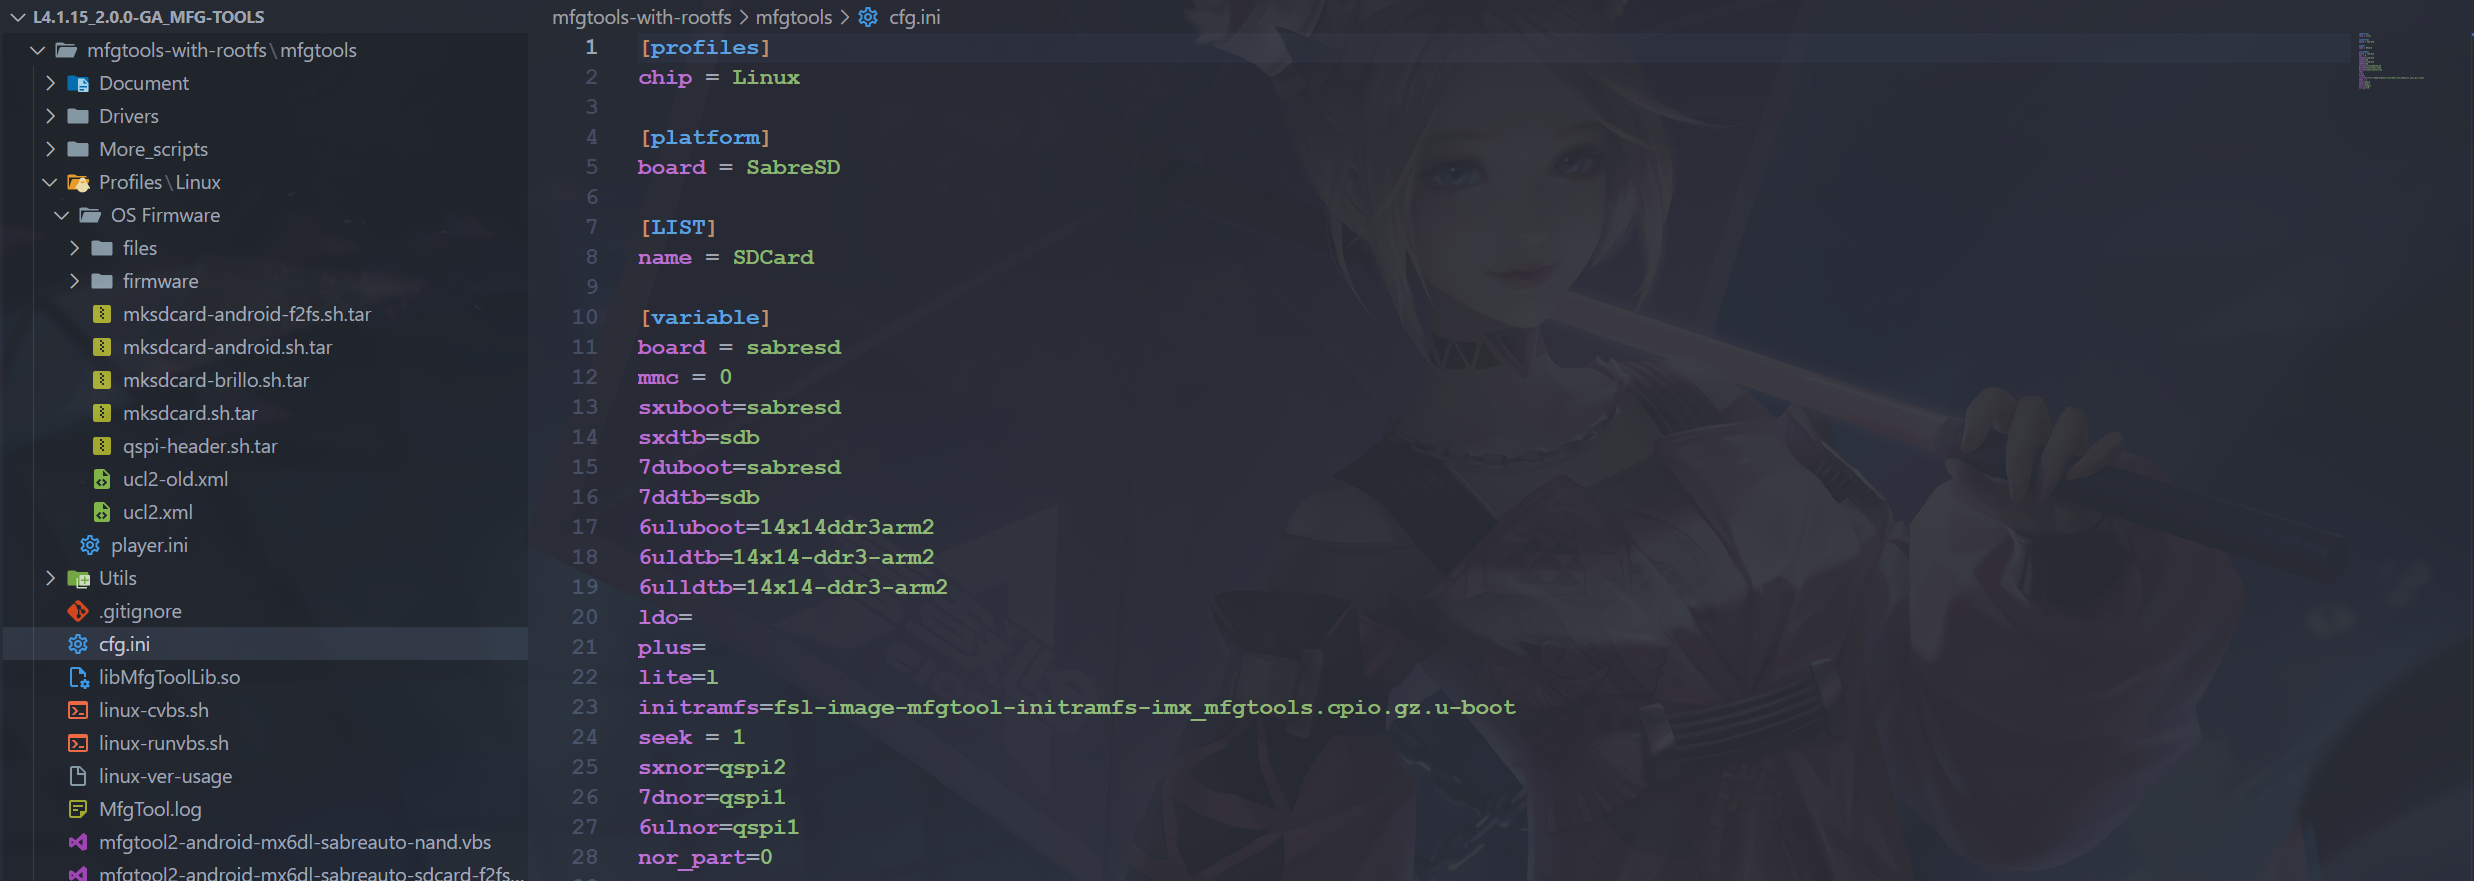 L4.1.15_2.0.0-GA_MFG-TOOLS
mfgtools-with-rootfs\mfgtools
Document
Drivers
More_scripts
Profiles\Linux
OS Firmware
files
firmware
mksdcard-android-f2fs.sh.tar
mksdcard-android.sh.tar
mksdcard-brillo.sh.tar
mksdcard.sh.tar
qspi-header.sh.tar
ucl2-old.xml
ucl2.xml
player.ini
Utils
.gitignore
cfg.ini
libMfgToolLib.so
linux-cvbs.sh
linux-runvbs.sh
linux-ver-usage
MfgTool.log
mfgtool2-android-mx6dl-sabreauto-nand.vbs
mfgtool2-android-mx6dl-sabreauto-sdcard-f2fs...
mfgtools-with-rootfs > mfgtools > cfg.ini
1 [profiles]
2 chip = Linux
3
4 [platform]
5 board = SabreSD
6
7 [LIST]
8 name = SDCard
9
10 [variable]
11 board = sabresd
12 mmc = 0
13 sxuboot=sabresd
14 sxdtb=sdb
15 7duboot=sabresd
16 7ddtb=sdb
17 6uluboot=14x14ddr3arm2
18 6uldtb=14x14-ddr3-arm2
19 6ulldtb=14x14-ddr3-arm2
20 ldo=
21 plus=
22 lite=l
23 initramfs=fsl-image-mfgtool-initramfs-imx_mfgtools.cpio.gz.u-boot
24 seek = 1
25 sxnor=qspi2
26 7dnor=qspi1
27 6ulnor=qspi1
28 nor_part=0